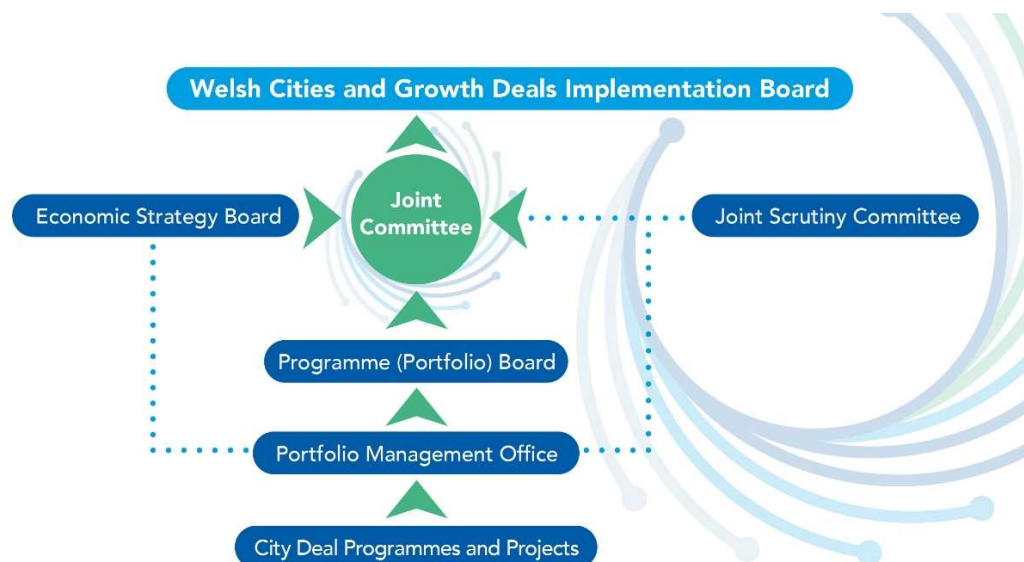 Welsh Cities and Growth Deals Implementation Board
Economic Strategy Board
Joint
Committee
Joint Scrutiny Committee
Programme (Portfolio) Board
Portfolio Management Office
City Deal Programmes and Projects